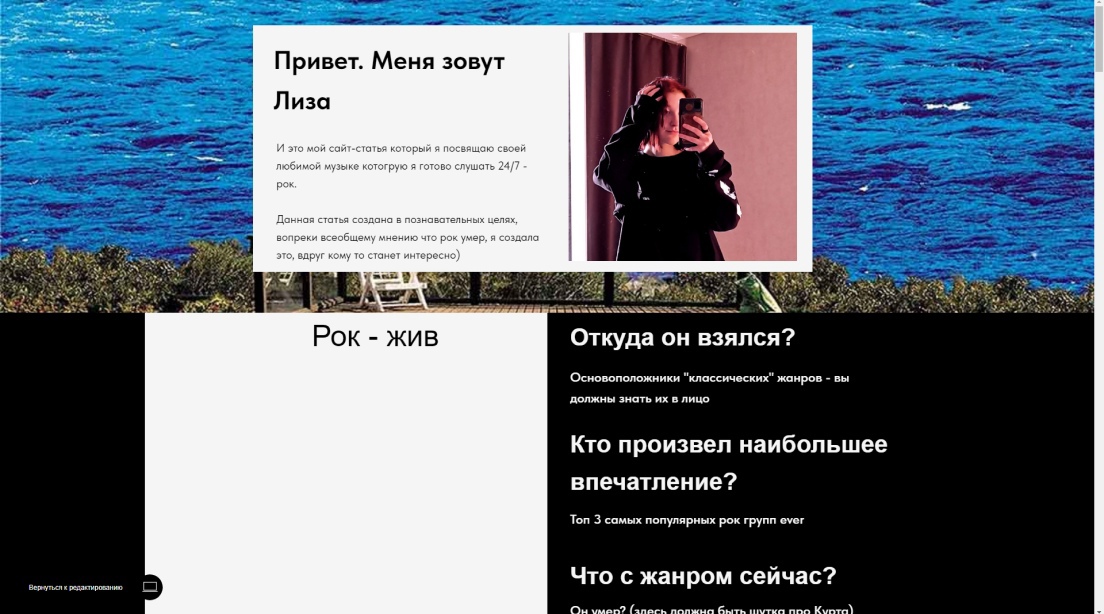 Привет. Меня зовут
Лиза
И это мой сайт-статья который я посвящаю своей
любимой музыке котогрую я готово слушать 24/7 -
рок.
Данная статья создана в познавательных целях,
вопреки всеобщему мнению что рок умер, я создала
это, вдруг кому то станет интересно)
Рок - жив
Откуда он взялся?
Основоположники "классических" жанров - вы
должны знать их в лицо
Кто произвел наибольшее
впечатление?
Топ 3 самых популярных рок групп ever
Что с жанром сейчас?
Он умер? (здесь должна быть шутка про Курта)
Вернуться к редактированию